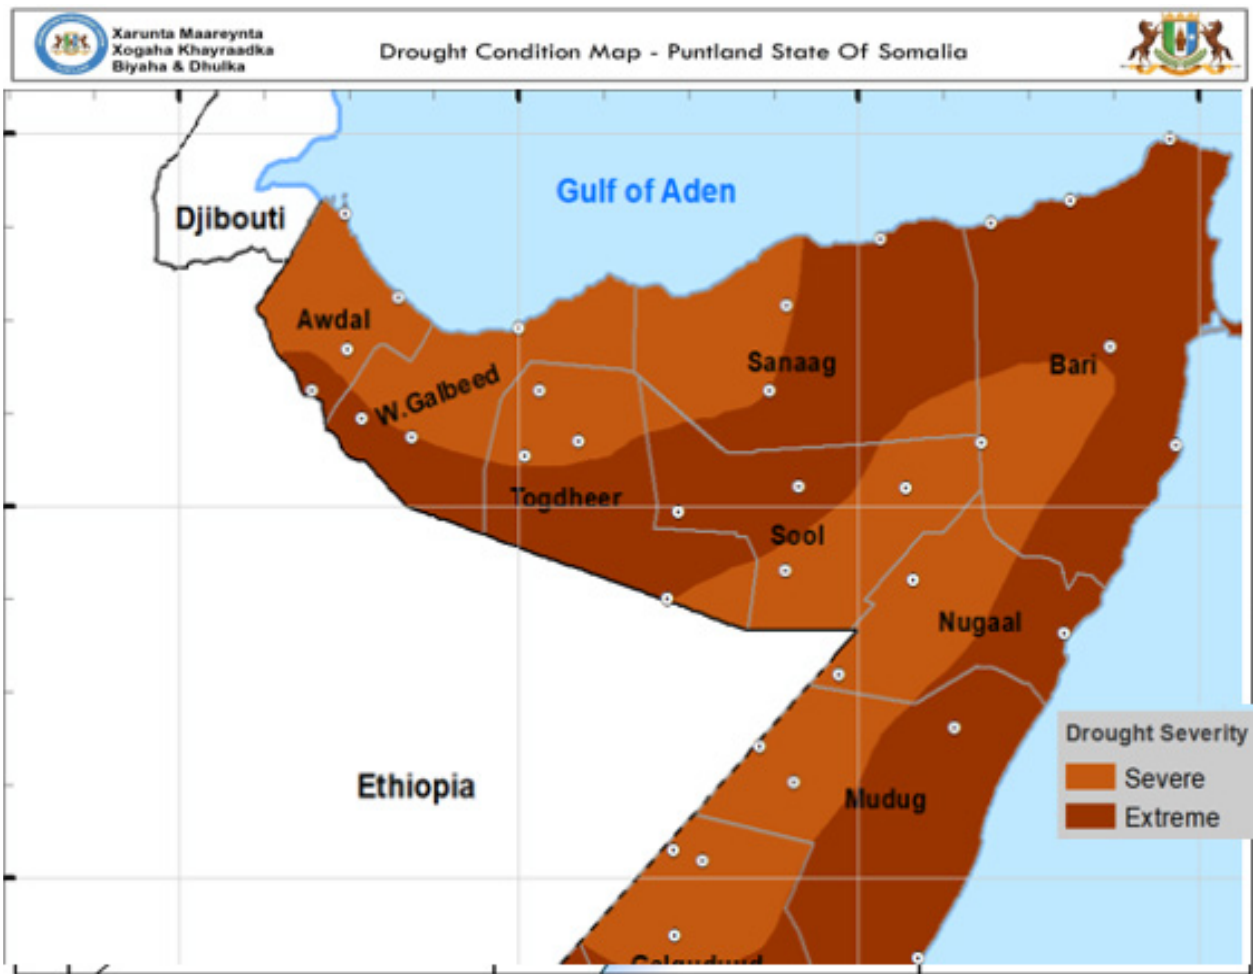 Xarunta Maareynta
Xogaha Khayraadka
Biyaha & Dhulka
Drought Condition Map - Puntland State Of Somalia
Gulf of Aden
Djibouti
Awdal
W.Galbeed
Sanaag
Bari
Togdheer
Sool
Nugaal
Drought Severity
Severe
Extreme
Ethiopia
Mudug
Galguduud